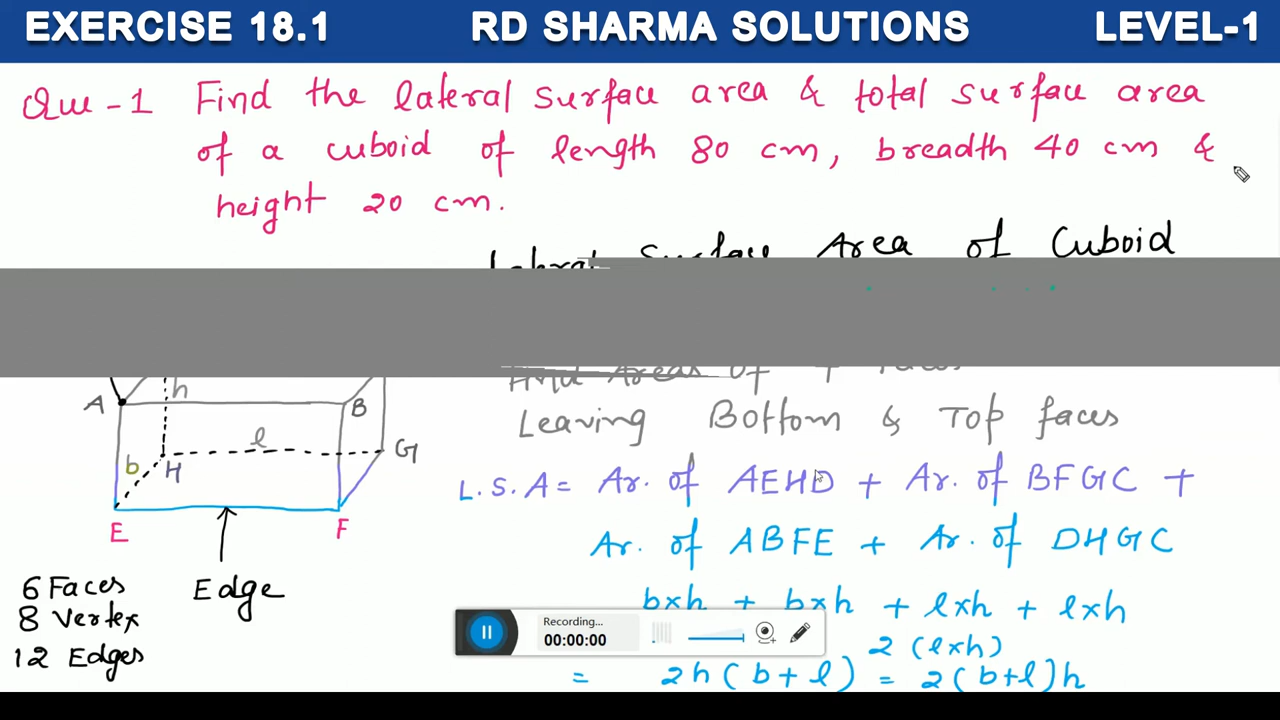 EXERCISE 18.1 RD SHARMA SOLUTIONS LEVEL-1
Que-1 Find the lateral surface area & total surface area
of a cuboid of length 80 cm, breadth 40 cm &
height 20 cm.
Lateral Surface Area of Cuboid
h
A B
Leaving Bottom & Top faces
l
G
b H
L.S.A = Ar. of AEHD + Ar. of BFGC +
E F
Ar. of ABFE + Ar. of DHGC
6 Faces
Edge
8 Vertex
12 Edges
b×h + b×h + l×h + l×h
Recording...
00:00:00
2 (l×h)
= 2h(b+l) = 2(b+l)h